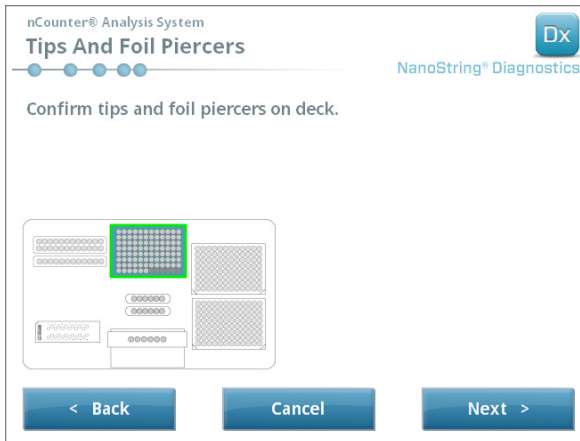 nCounter® Analysis System
Tips And Foil Piercers
Dx
NanoString® Diagnostics
Confirm tips and foil piercers on deck.
< Back
Cancel
Next >